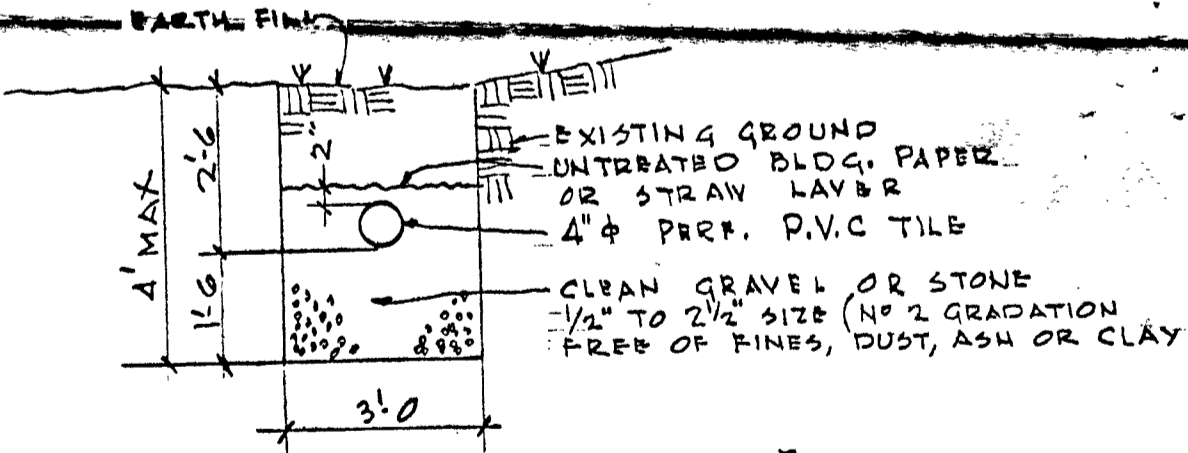 EARTH FILL
2'-6
2"
4' MAX
1'-6
3'-0
EXISTING GROUND
UNTREATED BLDG. PAPER
OR STRAW LAYER
4" ⌀ PERF. P.V.C TILE
CLEAN GRAVEL OR STONE
-1/2" TO 2 1/2" SIZE (Nº 2 GRADATION
FREE OF FINES, DUST, ASH OR CLAY